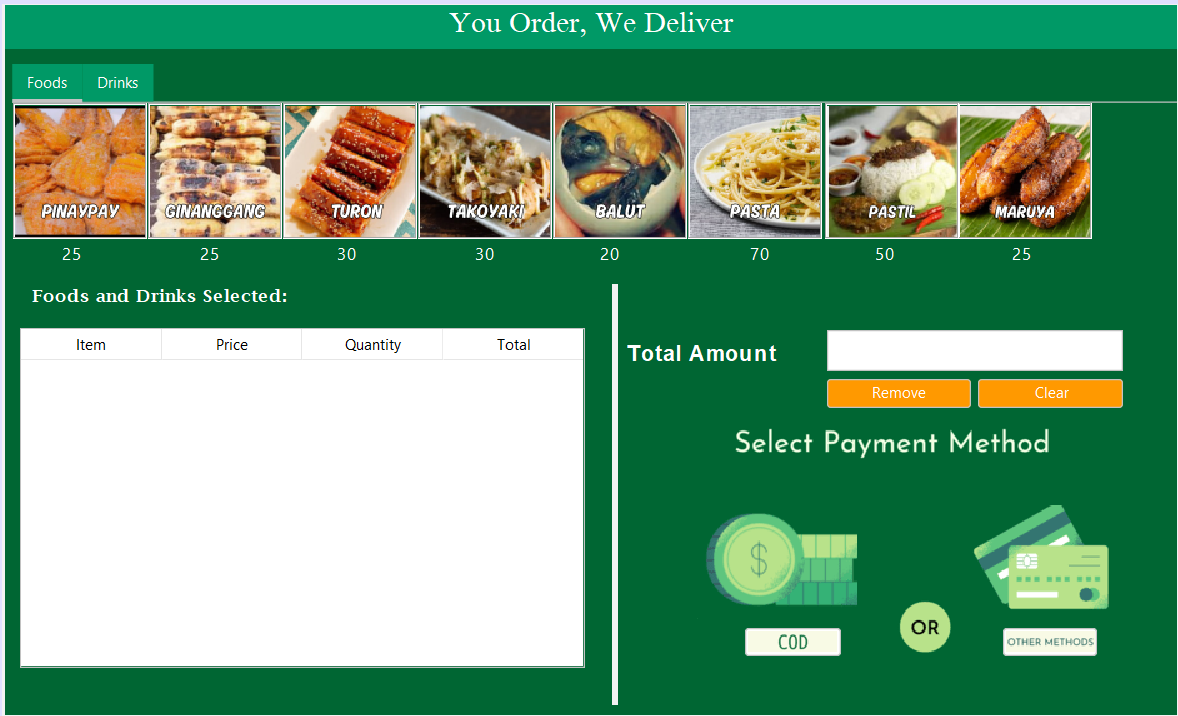 You Order, We Deliver
Foods Drinks
PINAYPAY GINANGGANG TURON TAKOYAKI BALUT PASTA PASTIL MARUYA
25 25 30 30 20 70 50 25
Foods and Drinks Selected:
Item Price Quantity Total
Total Amount
Remove Clear
Select Payment Method
$
COD
OR
OTHER METHODS